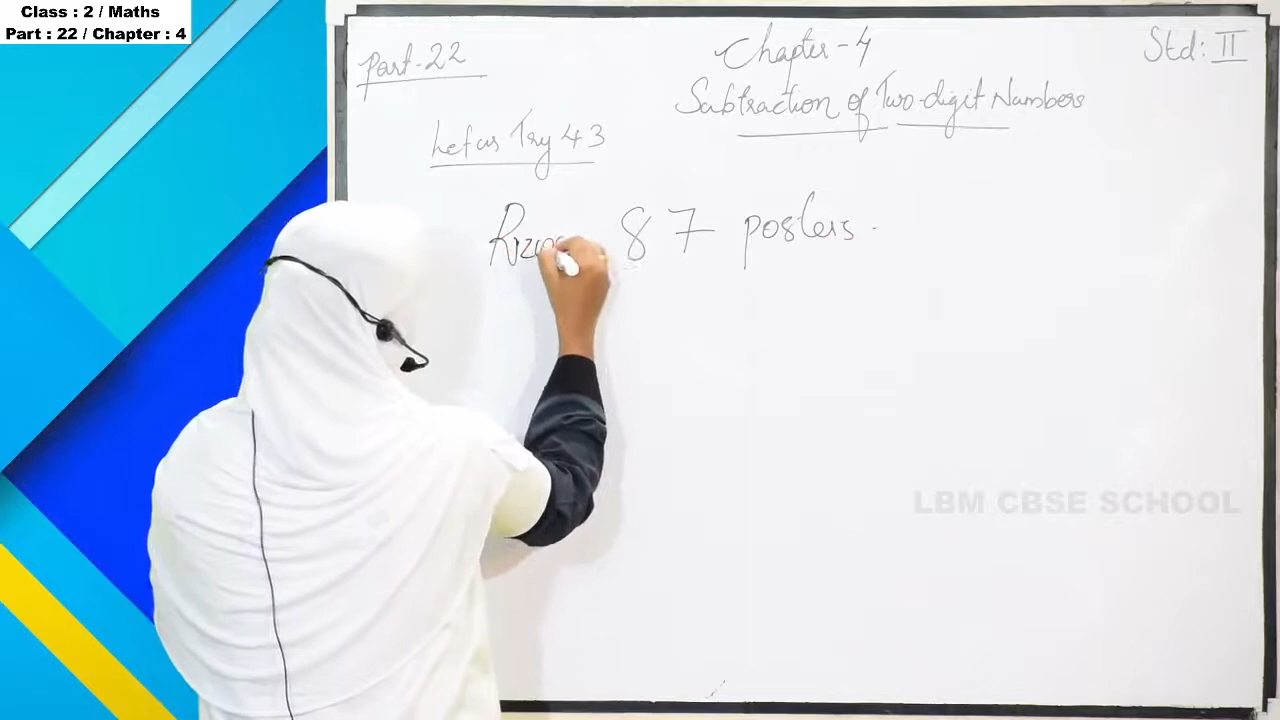 Class : 2 / Maths
Part : 22 / Chapter : 4
Part-22
Chapter-4
Std: II
Subtraction of Two-digit Numbers
Let us Try 43
87 posters.
LBM CBSE SCHOOL